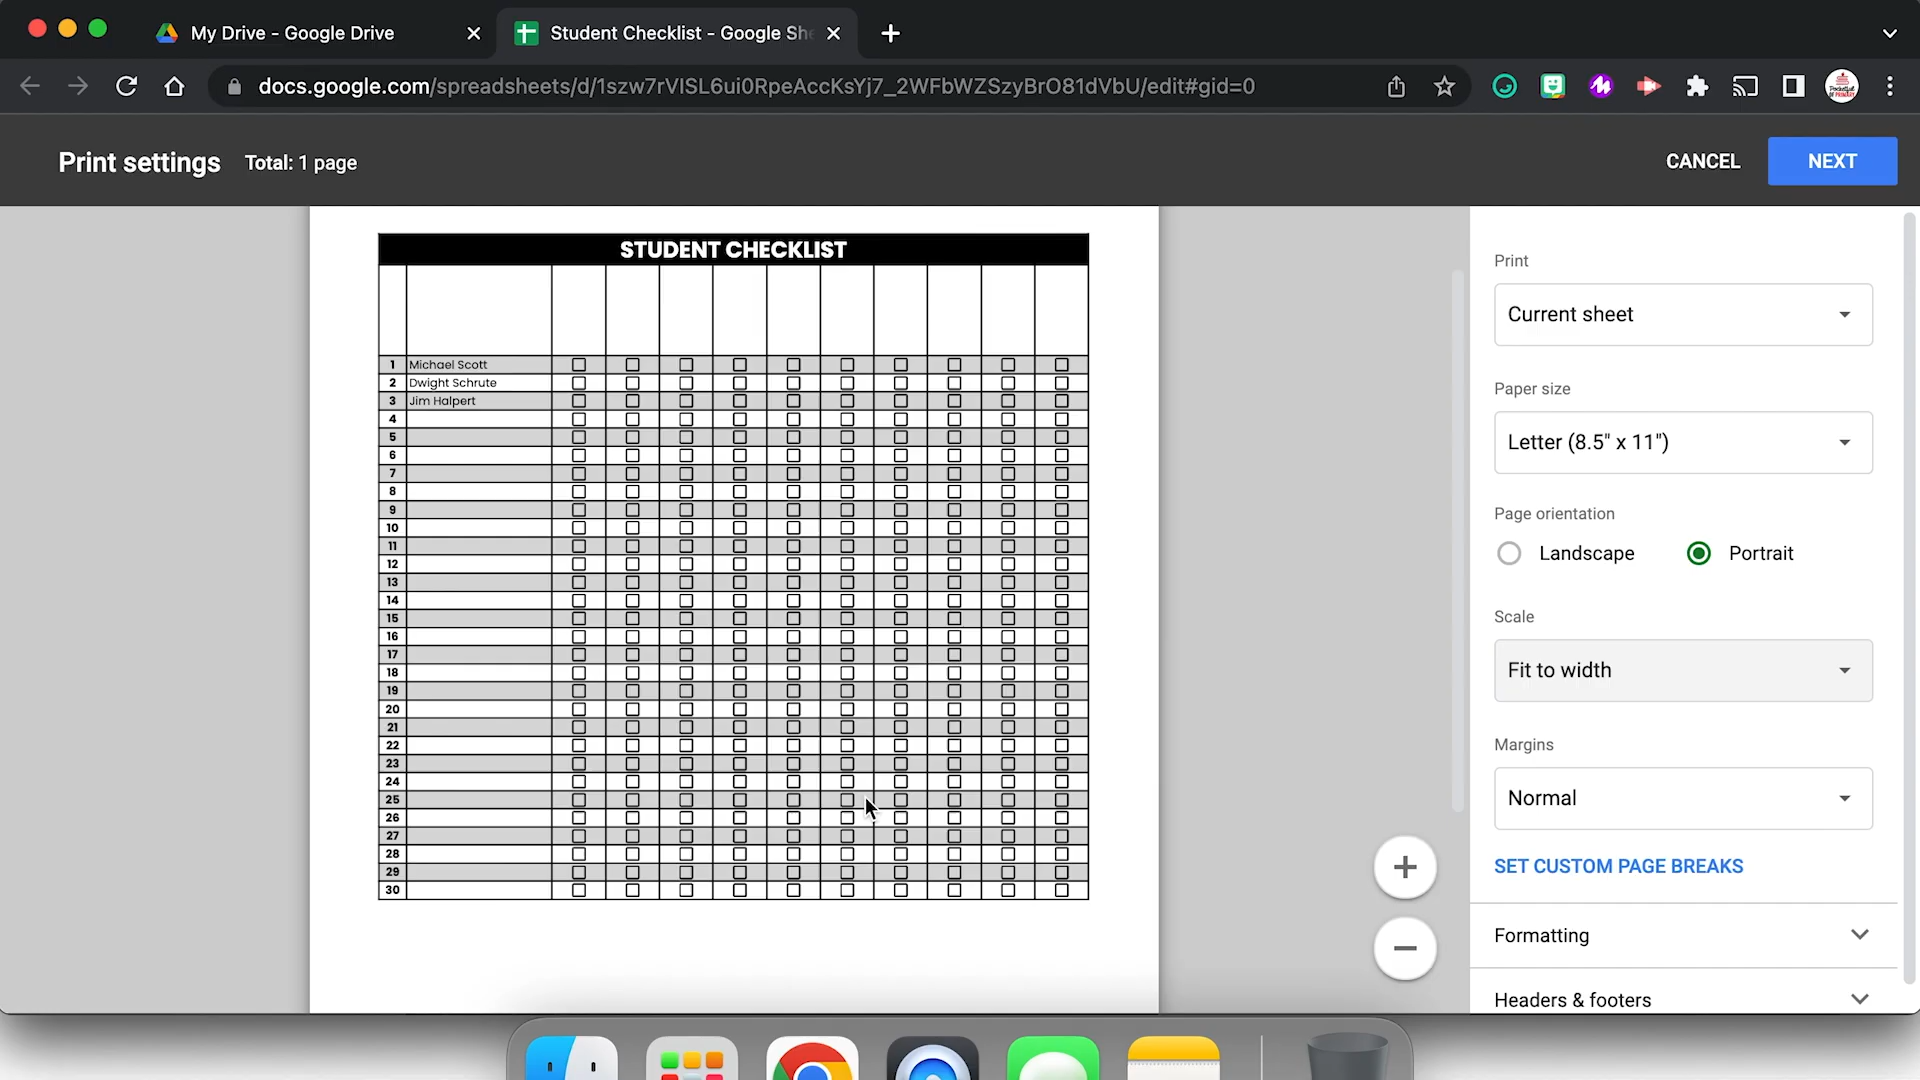 My Drive - Google Drive
Student Checklist - Google She
docs.google.com/spreadsheets/d/1szw7rVISL6ui0RpeAccKsYj7_2WFbWZSzyBrO81dVbU/edit#gid=0
Print settings Total: 1 page
CANCEL
NEXT
STUDENT CHECKLIST
1 Michael Scott
2 Dwight Schrute
3 Jim Halpert
4
5
6
7
8
9
10
11
12
13
14
15
16
17
18
19
20
21
22
23
24
25
26
27
28
29
30
Print
Current sheet
Paper size
Letter (8.5" x 11")
Page orientation
Landscape
Portrait
Scale
Fit to width
Margins
Normal
SET CUSTOM PAGE BREAKS
Formatting
Headers & footers